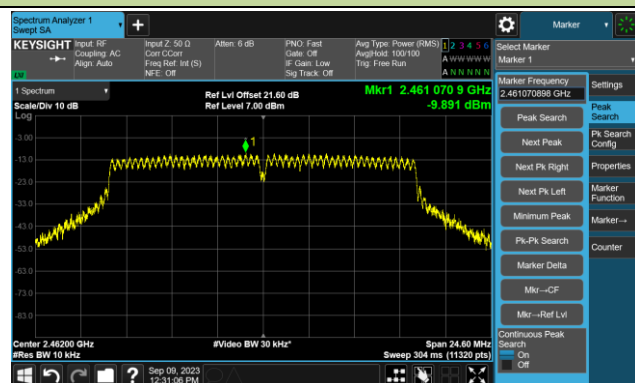 Spectrum Analyzer 1
Swept SA
+
Marker
KEYSIGHT
Input: RF
Coupling: AC
Align: Auto
Input Z: 50 Ω
Corr CCorr
Freq Ref: Int (S)
NFE: Off
Atten: 6 dB
PNO: Fast
Gate: Off
IF Gain: Low
Sig Track: Off
Avg Type: Power (RMS)
Avg|Hold: 100/100
Trig: Free Run
1 2 3 4 5 6
A W W W W W
A N N N N N
LXI
Select Marker
Marker 1
1 Spectrum
Scale/Div 10 dB
Log
Ref Lvl Offset 21.60 dB
Ref Level 7.00 dBm
Mkr1 2.461 070 9 GHz
-9.891 dBm
1
-3.00
-13.0
-23.0
-33.0
-43.0
-53.0
-63.0
-73.0
-83.0
Center 2.46200 GHz
#Res BW 10 kHz
#Video BW 30 kHz*
Span 24.60 MHz
Sweep 304 ms (11320 pts)
Marker Frequency
2.461070898 GHz
Peak Search
Next Peak
Next Pk Right
Next Pk Left
Minimum Peak
Pk-Pk Search
Marker Delta
Mkr→CF
Mkr→Ref Lvl
Continuous Peak
Search
On
Off
Settings
Peak
Search
Pk Search
Config
Properties
Marker
Function
Marker→
Counter
?
Sep 09, 2023
12:31:06 PM